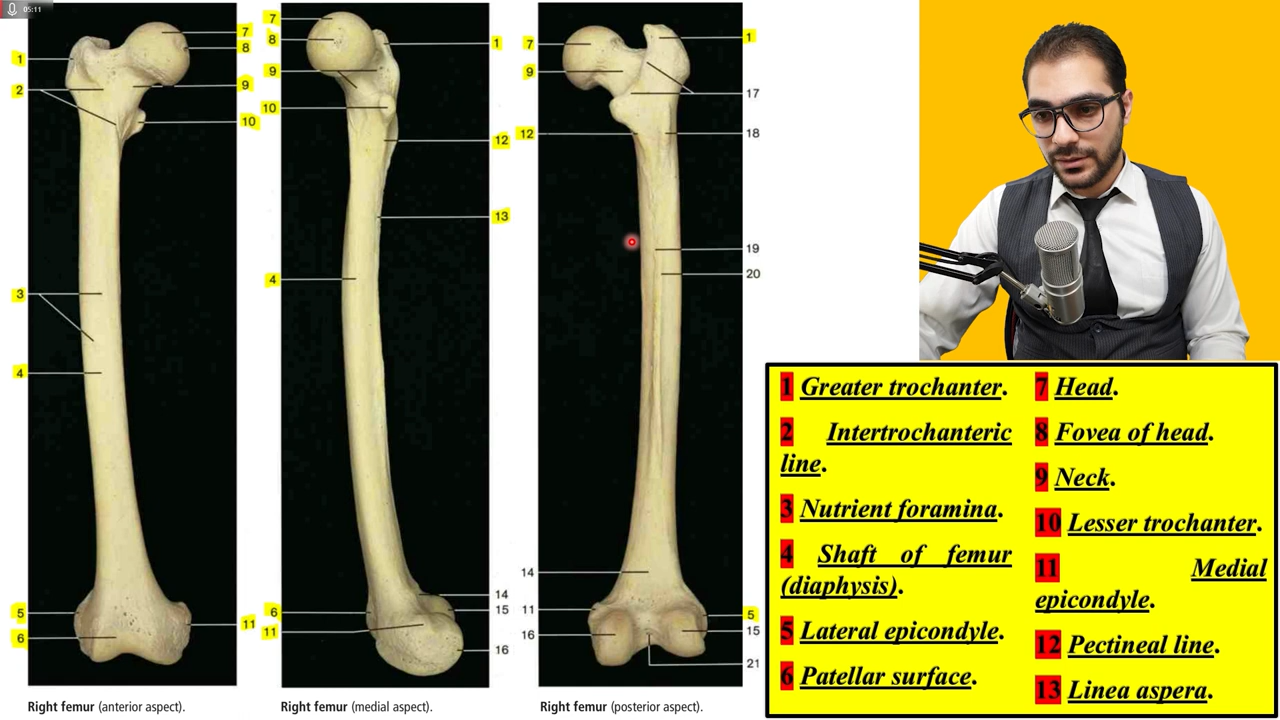 05:11
7
8
1
9
2
10
3
4
5
11
6
Right femur (anterior aspect).
7
8
1
9
10
12
13
4
14
6
15
11
16
Right femur (medial aspect).
1
7
9
17
12
18
19
20
14
11
5
15
16
21
Right femur (posterior aspect).
1 Greater trochanter.
2 Intertrochanteric
line.
3 Nutrient foramina.
4 Shaft of femur
(diaphysis).
5 Lateral epicondyle.
6 Patellar surface.
7 Head.
8 Fovea of head.
9 Neck.
10 Lesser trochanter.
11 Medial
epicondyle.
12 Pectineal line.
13 Linea aspera.